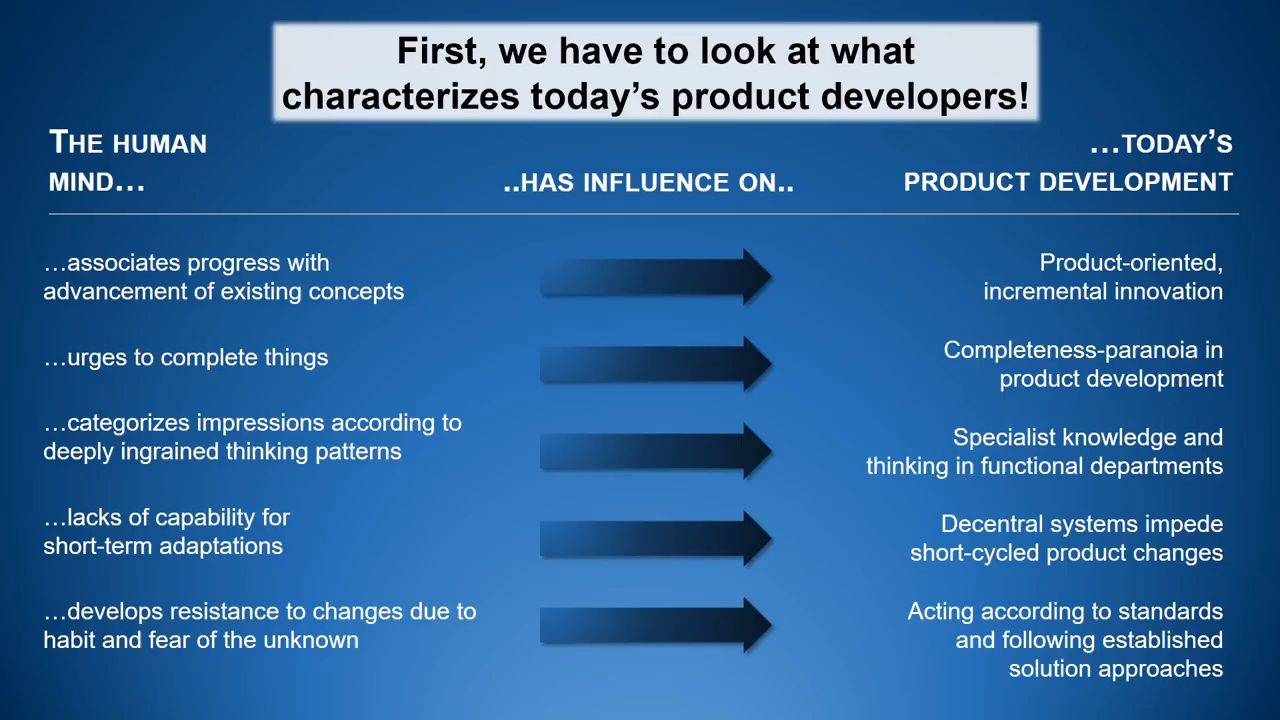 First, we have to look at what
characterizes today’s product developers!
THE HUMAN
MIND…
..HAS INFLUENCE ON..
…TODAY’S
PRODUCT DEVELOPMENT
…associates progress with
advancement of existing concepts
Product-oriented,
incremental innovation
…urges to complete things
Completeness-paranoia in
product development
…categorizes impressions according to
deeply ingrained thinking patterns
Specialist knowledge and
thinking in functional departments
…lacks of capability for
short-term adaptations
Decentral systems impede
short-cycled product changes
…develops resistance to changes due to
habit and fear of the unknown
Acting according to standards
and following established
solution approaches